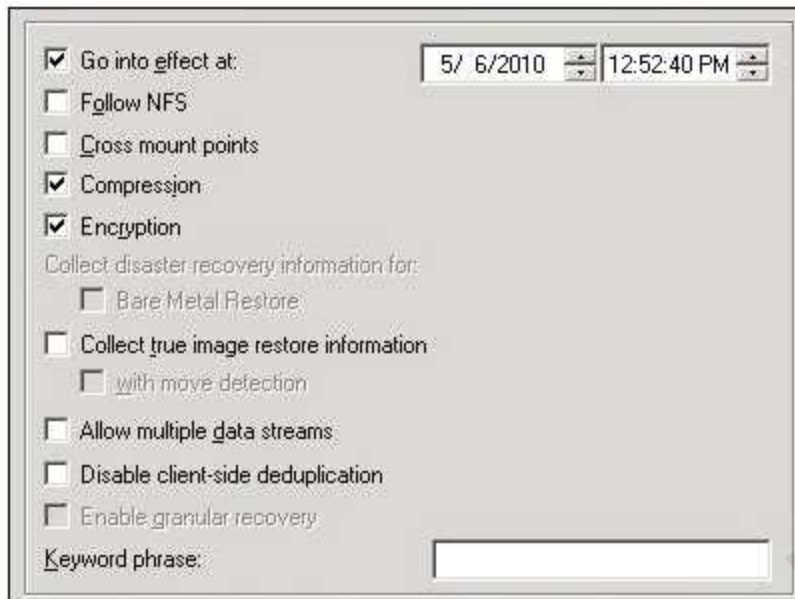 Go into effect at: 5/ 6/2010 12:52:40 PM
Follow NFS
Cross mount points
Compression
Encryption
Collect disaster recovery information for:
Bare Metal Restore
Collect true image restore information
with move detection
Allow multiple data streams
Disable client-side deduplication
Enable granular recovery
Keyword phrase: